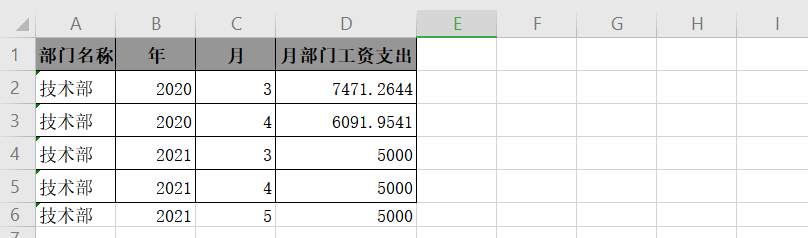 A B C D E F G H I
1 部门名称 年 月 月部门工资支出
2 技术部 2020 3 7471.2644
3 技术部 2020 4 6091.9541
4 技术部 2021 3 5000
5 技术部 2021 4 5000
6 技术部 2021 5 5000